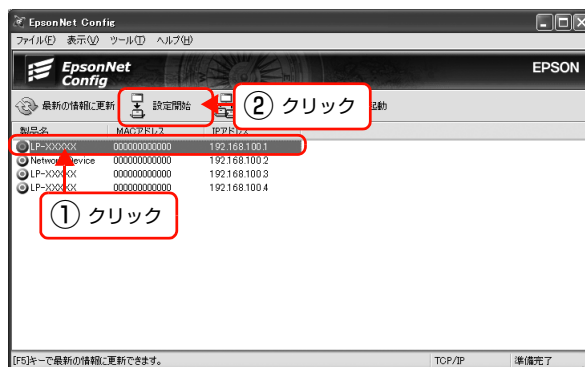 EpsonNet Config
ファイル(F) 表示(V) ツール(T) ヘルプ(H)
EpsonNet
Config
EPSON
最新の情報に更新 設定開始 起動
② クリック
製品名 MACアドレス IPアドレス
LP-XXXXX 000000000000 192.168.100.1
Network Device 000000000000 192.168.100.2
LP-XXXXX 000000000000 192.168.100.3
LP-XXXXX 000000000000 192.168.100.4
① クリック
[F5]キーで最新の情報に更新できます。 TCP/IP 準備完了